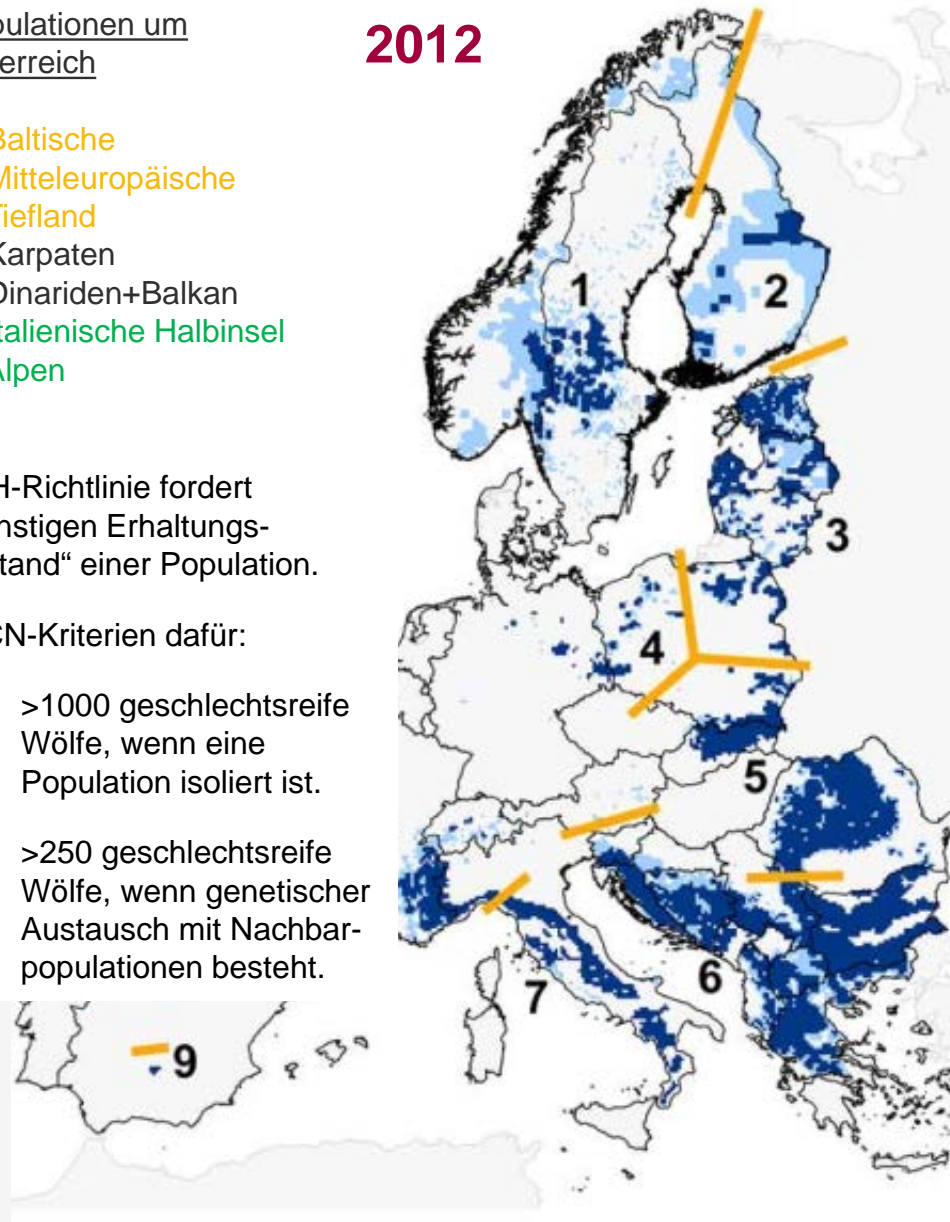 pulationen um
erreich
2012
Baltische
Mitteleuropäische
Tiefland
Karpaten
Dinariden+Balkan
Italienische Halbinsel
Alpen
H-Richtlinie fordert
nstigen Erhaltungs-
tand“ einer Population.
CN-Kriterien dafür:
>1000 geschlechtsreife
Wölfe, wenn eine
Population isoliert ist.
>250 geschlechtsreife
Wölfe, wenn genetischer
Austausch mit Nachbar-
populationen besteht.
1
2
3
4
5
6
7
9